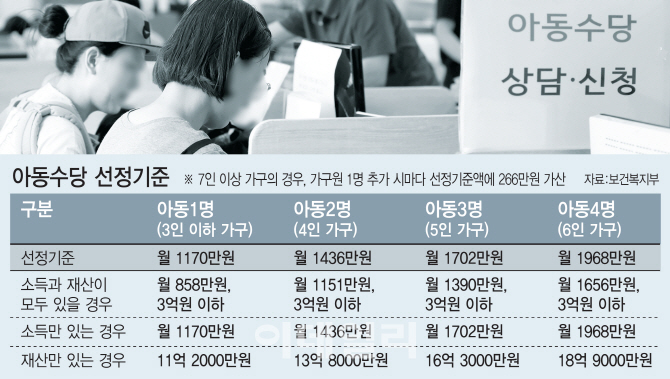 아동수당
상담·신청
아동수당 선정기준 ※ 7인 이상 가구의 경우, 가구원 1명 추가 시마다 선정기준액에 266만원 가산 자료:보건복지부
구분 아동1명 아동2명 아동3명 아동4명
(3인 이하 가구) (4인 가구) (5인 가구) (6인 가구)
선정기준 월 1170만원 월 1436만원 월 1702만원 월 1968만원
소득과 재산이 월 858만원, 월 1151만원, 월 1390만원, 월 1656만원,
모두 있을 경우 3억원 이하 3억원 이하 3억원 이하 3억원 이하
소득만 있는 경우 월 1170만원 월 1436만원 월 1702만원 월 1968만원
재산만 있는 경우 11억 2000만원 13억 8000만원 16억 3000만원 18억 9000만원
이데일리